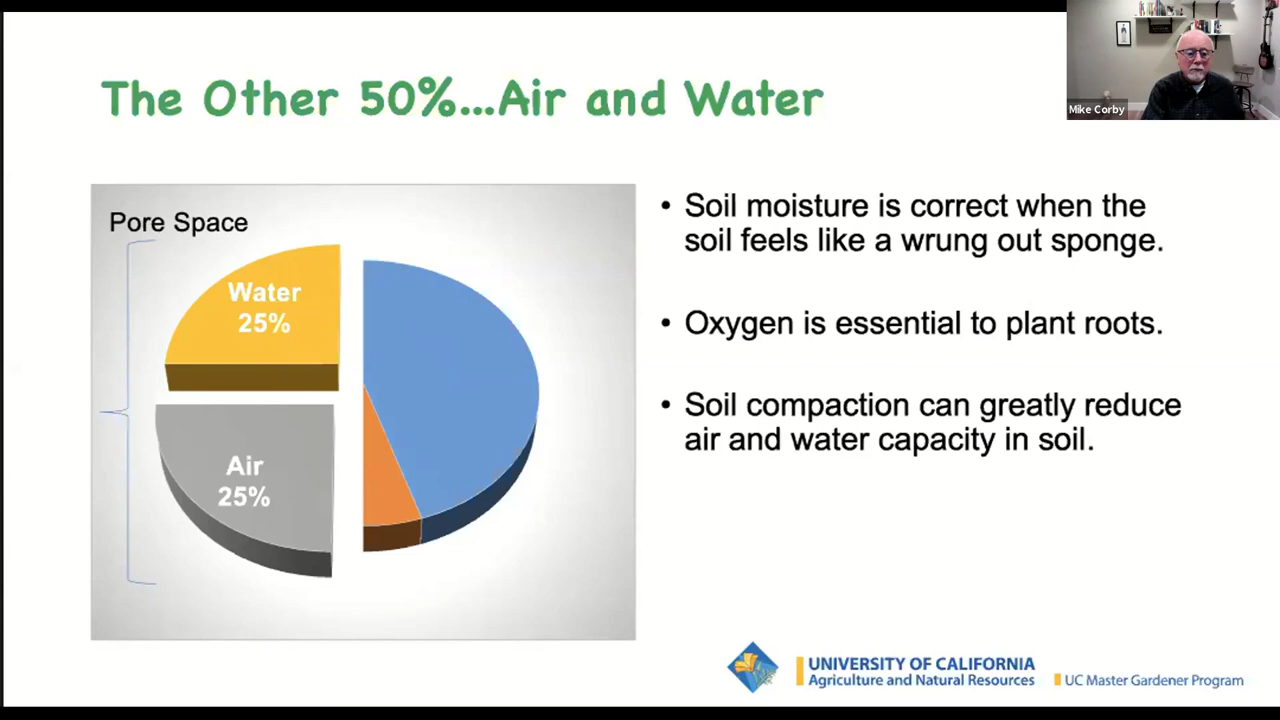 The Other 50%...Air and Water
Mike Corby
Pore Space
Water
25%
Air
25%
• Soil moisture is correct when the
soil feels like a wrung out sponge.
• Oxygen is essential to plant roots.
• Soil compaction can greatly reduce
air and water capacity in soil.
UNIVERSITY OF CALIFORNIA
Agriculture and Natural Resources
UC Master Gardener Program